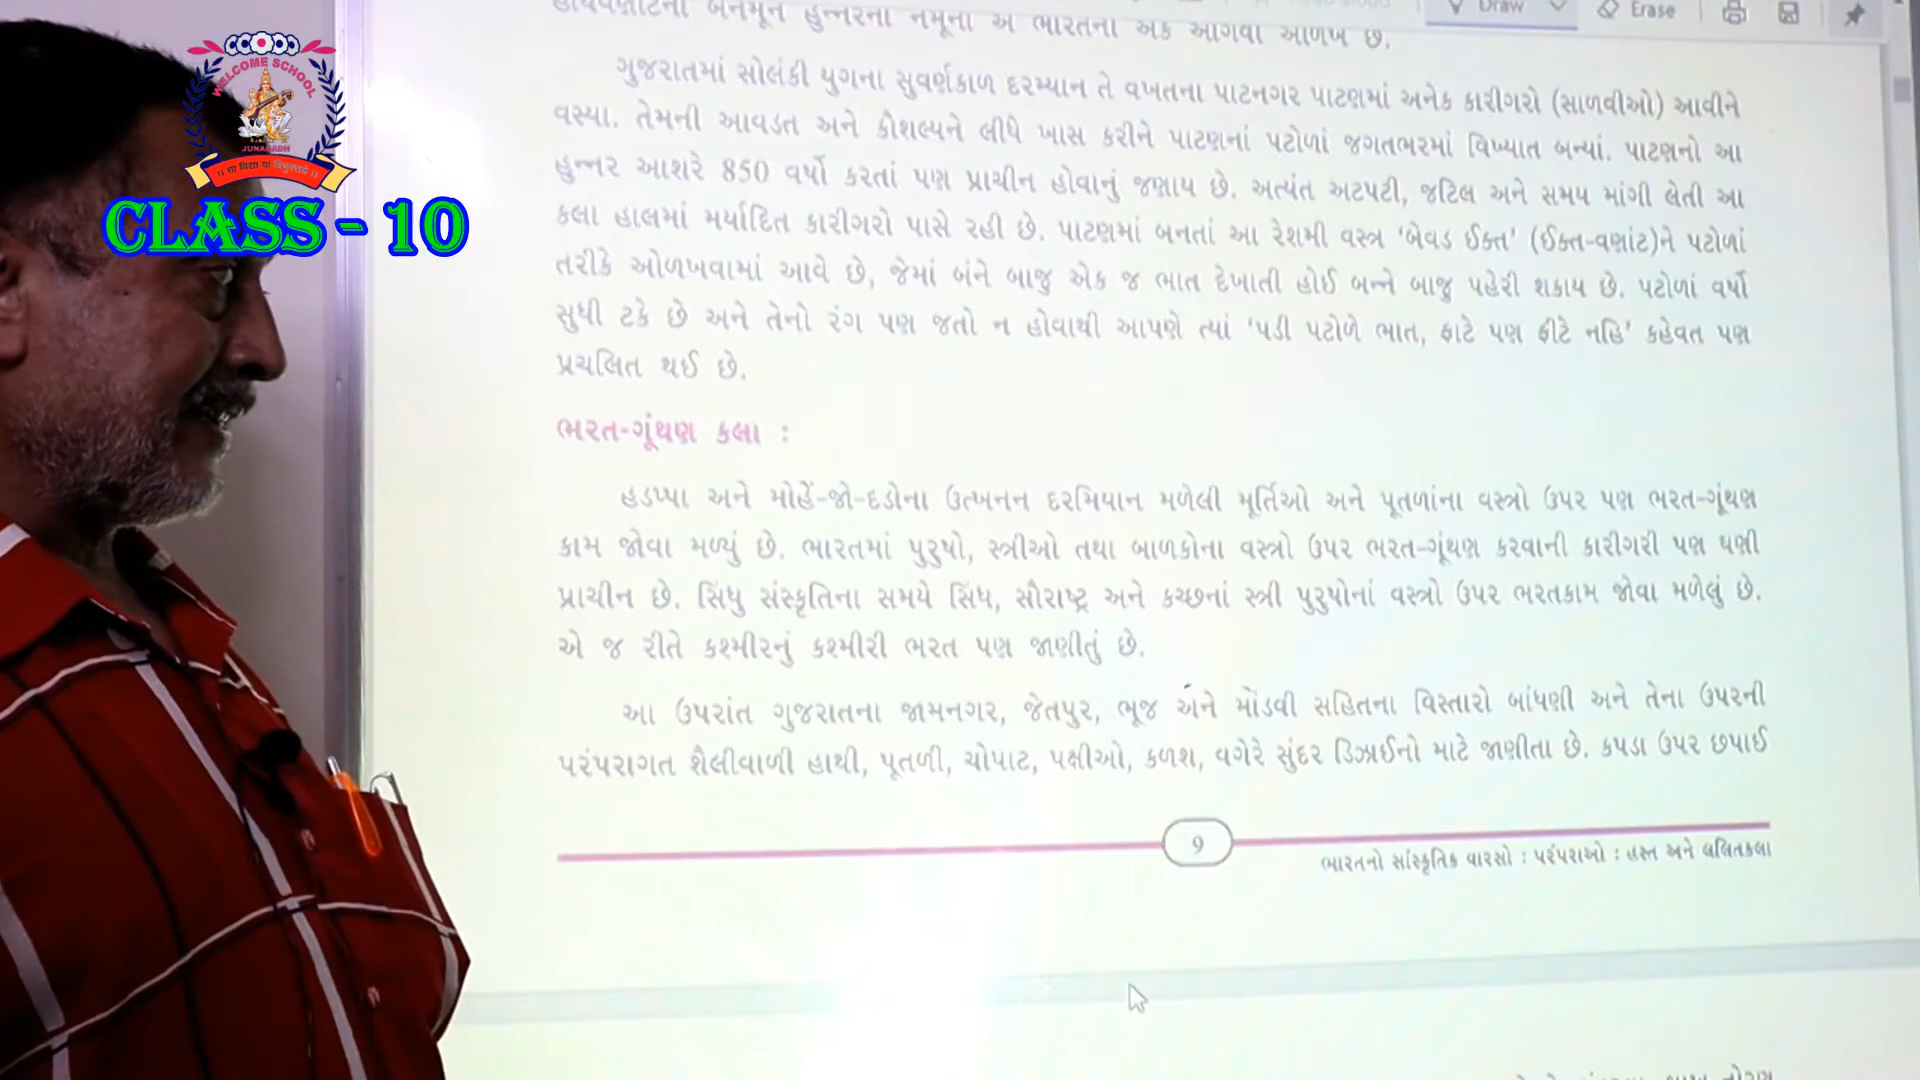 Draw
Erase
WELCOME SCHOOL
JUNAGADH
॥ सा विद्या या विमुक्तये ॥
CLASS - 10
બેનમૂન હુન્નરના નમૂના એ ભારતની એક આગવી ઓળખ છે.
ગુજરાતમાં સોલંકી યુગના સુવર્ણકાળ દરમ્યાન તે વખતના પાટનગર પાટણમાં અનેક કારીગરો (સાળવીઓ) આવીને
વસ્યા. તેમની આવડત અને કૌશલ્યને લીધે ખાસ કરીને પાટણનાં પટોળાં જગતભરમાં વિખ્યાત બન્યાં. પાટણનો આ
હુન્નર આશરે 850 વર્ષો કરતાં પણ પ્રાચીન હોવાનું જણાય છે. અત્યંત અટપટી, જટિલ અને સમય માંગી લેતી આ
કલા હાલમાં મર્યાદિત કારીગરો પાસે રહી છે. પાટણમાં બનતાં આ રેશમી વસ્ત્ર ‘બેવડ ઈક્ત’ (ઈક્ત-વણાંટ)ને પટોળાં
તરીકે ઓળખવામાં આવે છે, જેમાં બંને બાજુ એક જ ભાત દેખાતી હોઈ બન્ને બાજુ પહેરી શકાય છે. પટોળાં વર્ષો
સુધી ટકે છે અને તેનો રંગ પણ જતો ન હોવાથી આપણે ત્યાં ‘પડી પટોળે ભાત, ફાટે પણ ફીટે નહિ’ કહેવત પણ
પ્રચલિત થઈ છે.
ભરત-ગૂંથણ કલા :
હડપ્પા અને મોહેં-જો-દડોના ઉત્ખનન દરમિયાન મળેલી મૂર્તિઓ અને પૂતળાંના વસ્ત્રો ઉપર પણ ભરત-ગૂંથણ
કામ જોવા મળ્યું છે. ભારતમાં પુરુષો, સ્ત્રીઓ તથા બાળકોના વસ્ત્રો ઉપર ભરત-ગૂંથણ કરવાની કારીગરી પણ ઘણી
પ્રાચીન છે. સિંધુ સંસ્કૃતિના સમયે સિંધ, સૌરાષ્ટ્ર અને કચ્છનાં સ્ત્રી પુરુષોનાં વસ્ત્રો ઉપર ભરતકામ જોવા મળેલું છે.
એ જ રીતે કશ્મીરનું કશ્મીરી ભરત પણ જાણીતું છે.
આ ઉપરાંત ગુજરાતના જામનગર, જેતપુર, ભૂજ અને માંડવી સહિતના વિસ્તારો બાંધણી અને તેના ઉપરની
પરંપરાગત શૈલીવાળી હાથી, પૂતળી, ચોપાટ, પક્ષીઓ, કળશ, વગેરે સુંદર ડિઝાઈનો માટે જાણીતા છે. કપડા ઉપર છપાઈ
9
ભારતનો સાંસ્કૃતિક વારસો : પરંપરાઓ : હસ્ત અને લલિતકલા